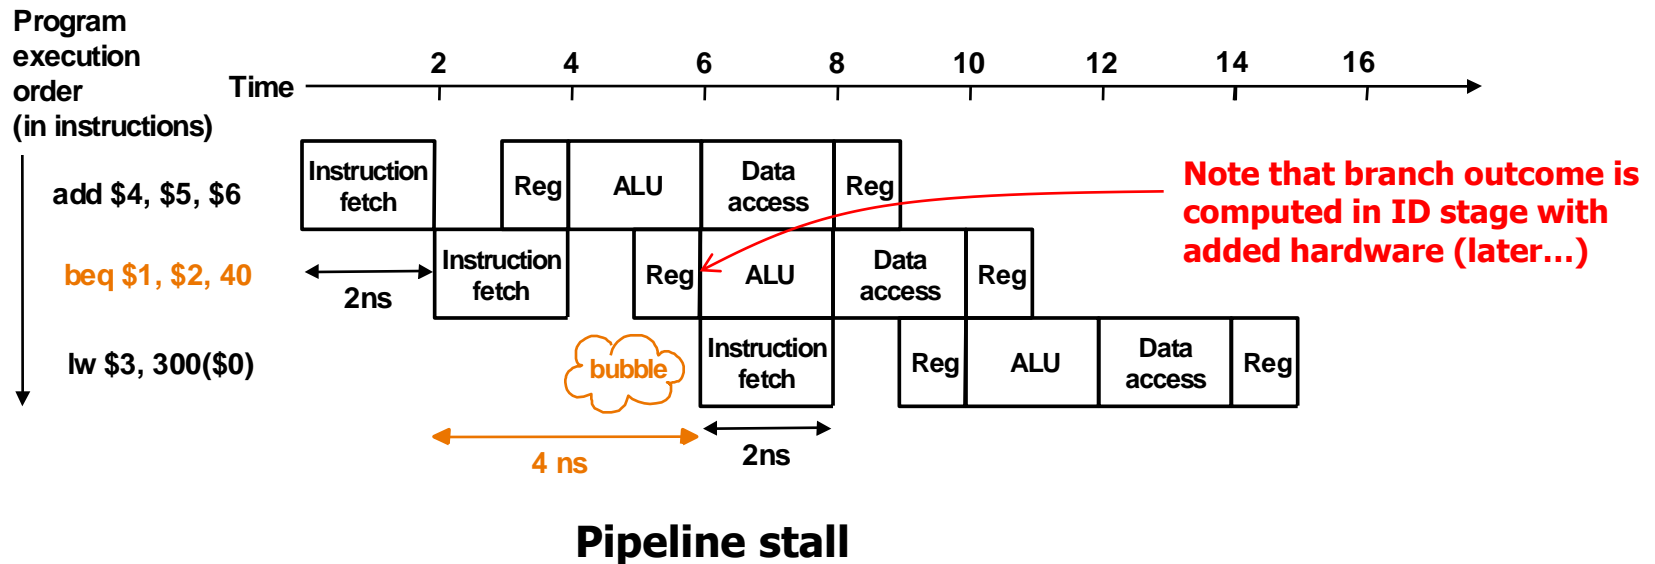 Program
execution
order
(in instructions)
Time
2 4 6 8 10 12 14 16
add $4, $5, $6
Instruction
fetch
Reg
ALU
Data
access
Reg
Note that branch outcome is
computed in ID stage with
added hardware (later…)
beq $1, $2, 40
2ns
Instruction
fetch
Reg
ALU
Data
access
Reg
lw $3, 300($0)
bubble
Instruction
fetch
Reg
ALU
Data
access
Reg
4 ns
2ns
Pipeline stall